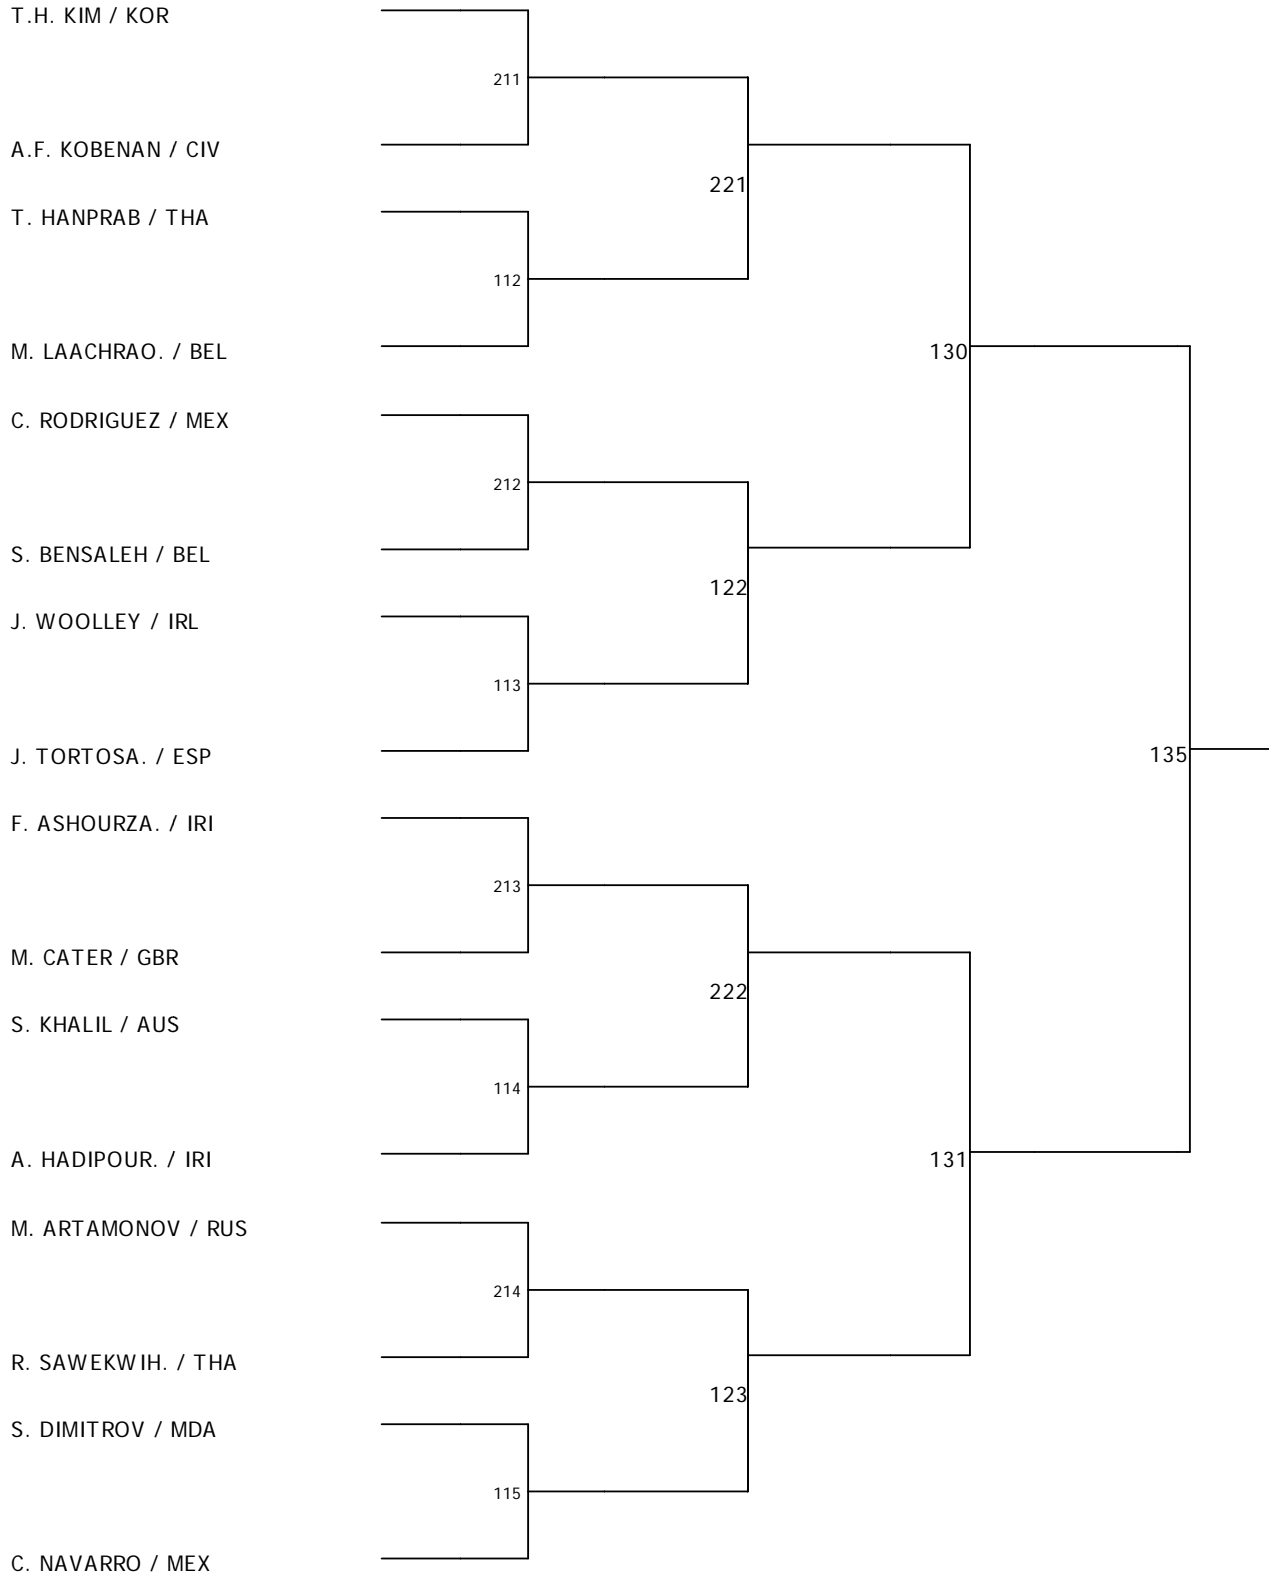 T.H. KIM / KOR
211
A.F. KOBENAN / CIV
221
T. HANPRAB / THA
112
M. LAACHRAO. / BEL
130
C. RODRIGUEZ / MEX
212
S. BENSALEH / BEL
122
J. WOOLLEY / IRL
113
J. TORTOSA. / ESP
135
F. ASHOURZA. / IRI
213
M. CATER / GBR
222
S. KHALIL / AUS
114
A. HADIPOUR. / IRI
131
M. ARTAMONOV / RUS
214
R. SAWEKWIH. / THA
123
S. DIMITROV / MDA
115
C. NAVARRO / MEX